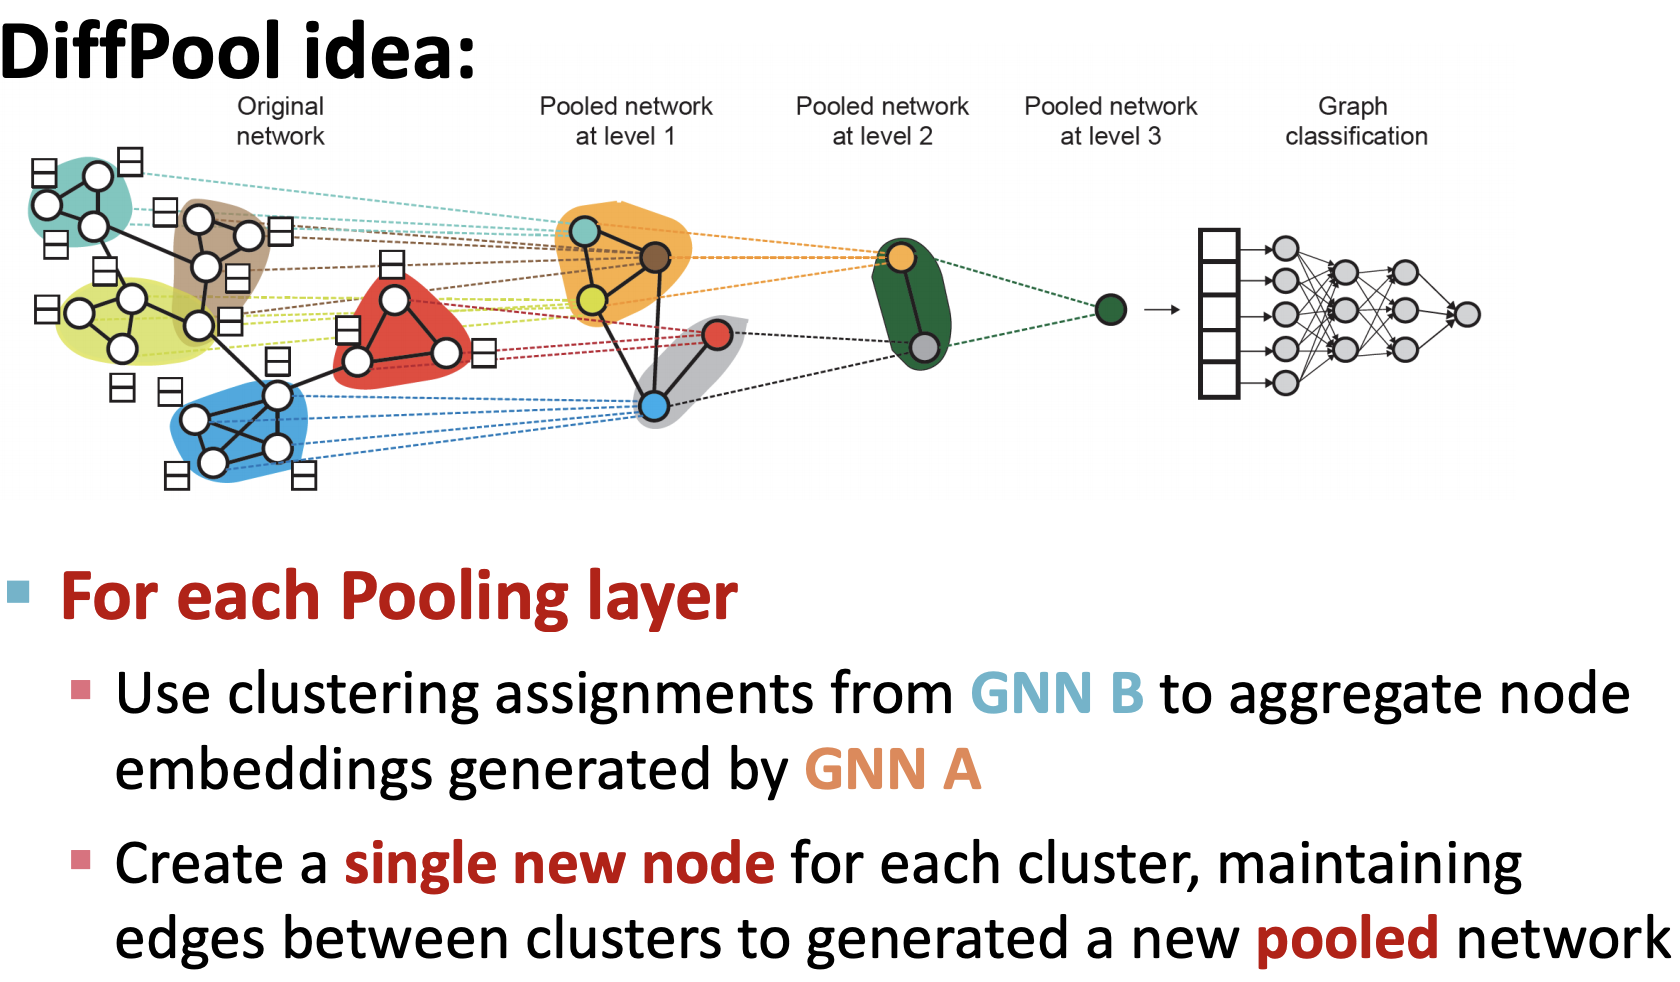 DiffPool idea:
Original
network
Pooled network
at level 1
Pooled network
at level 2
Pooled network
at level 3
Graph
classification
For each Pooling layer
Use clustering assignments from GNN B to aggregate node
embeddings generated by GNN A
Create a single new node for each cluster, maintaining
edges between clusters to generated a new pooled network